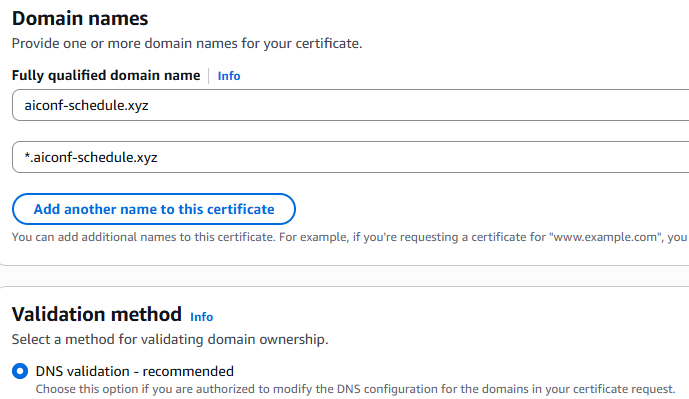 Domain names
Provide one or more domain names for your certificate.
Fully qualified domain name Info
aiconf-schedule.xyz
*.aiconf-schedule.xyz
Add another name to this certificate
You can add additional names to this certificate. For example, if you're requesting a certificate for "www.example.com", you
Validation method Info
Select a method for validating domain ownership.
DNS validation - recommended
Choose this option if you are authorized to modify the DNS configuration for the domains in your certificate request.